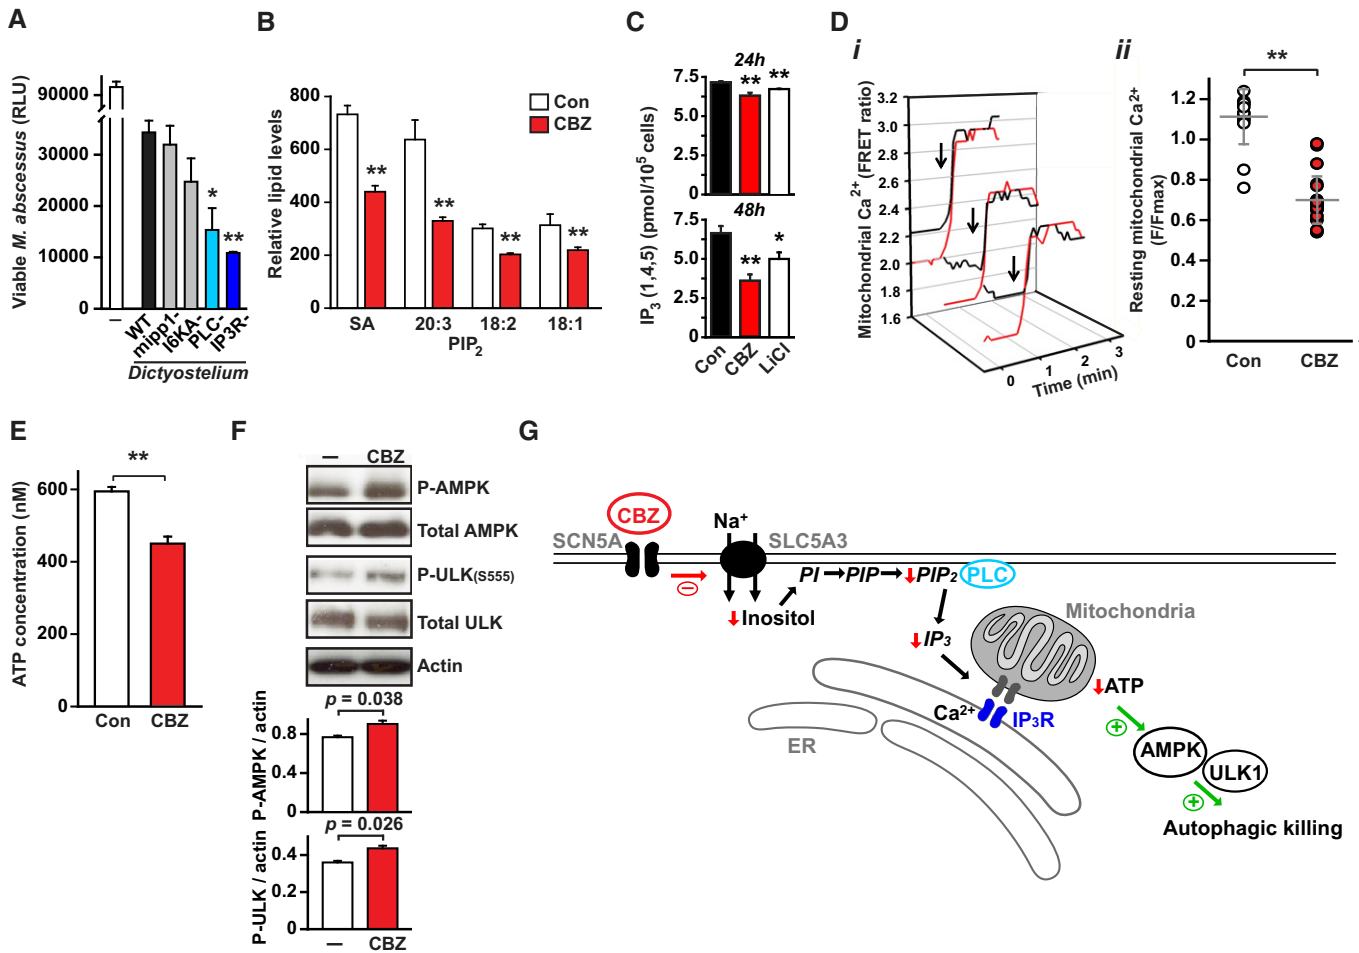 A
Viable M. abscessus (RLU)
90000
30000
20000
10000
0
*
**
–
WT
mipp1-
I6KA-
PLC-
IP3R-
Dictyostelium
B
Relative lipid levels
800
600
400
200
0
Con
CBZ
**
**
**
**
SA
20:3
18:2
18:1
PIP2
C
IP3 (1,4,5) (pmol/10^5 cells)
24h
7.5
5.0
2.5
0
**
**
48h
7.5
5.0
2.5
0
**
*
Con
CBZ
LiCl
D
i
Mitochondrial Ca2+ (FRET ratio)
3.2
3.0
2.8
2.6
2.4
2.2
2.0
1.8
1.6
0
1
2
3
Time (min)
ii
Resting mitochondrial Ca2+
(F/Fmax)
**
1.2
1.0
0.8
0.6
0.4
0.2
0
Con
CBZ
E
ATP concentration (nM)
**
600
400
200
0
Con
CBZ
F
–
CBZ
P-AMPK
Total AMPK
P-ULK(S555)
Total ULK
Actin
p = 0.038
P-AMPK / actin
0.8
0.4
0
p = 0.026
P-ULK / actin
0.4
0.2
0
–
CBZ
G
CBZ
SCN5A
Na+
SLC5A3
PI
PIP
PIP2
PLC
Inositol
IP3
Mitochondria
ATP
Ca2+
IP3R
ER
AMPK
ULK1
Autophagic killing